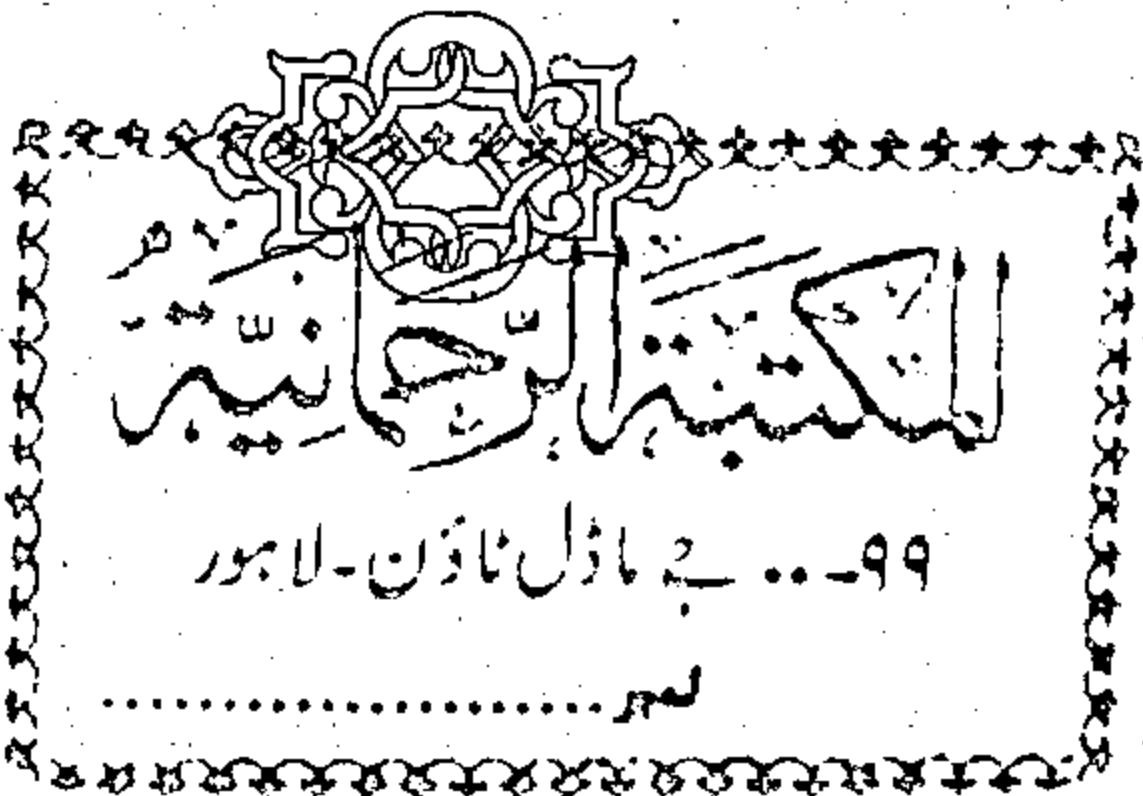 المکتبۃ الرحمانیۃ
۹۹-.. جے ماڈل ٹاؤن-لاہور
نمبر.....................